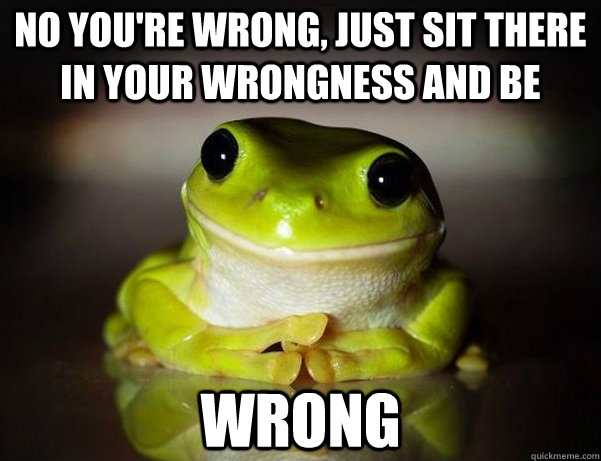 NO YOU'RE WRONG, JUST SIT THERE
IN YOUR WRONGNESS AND BE
WRONG
quickmeme.com